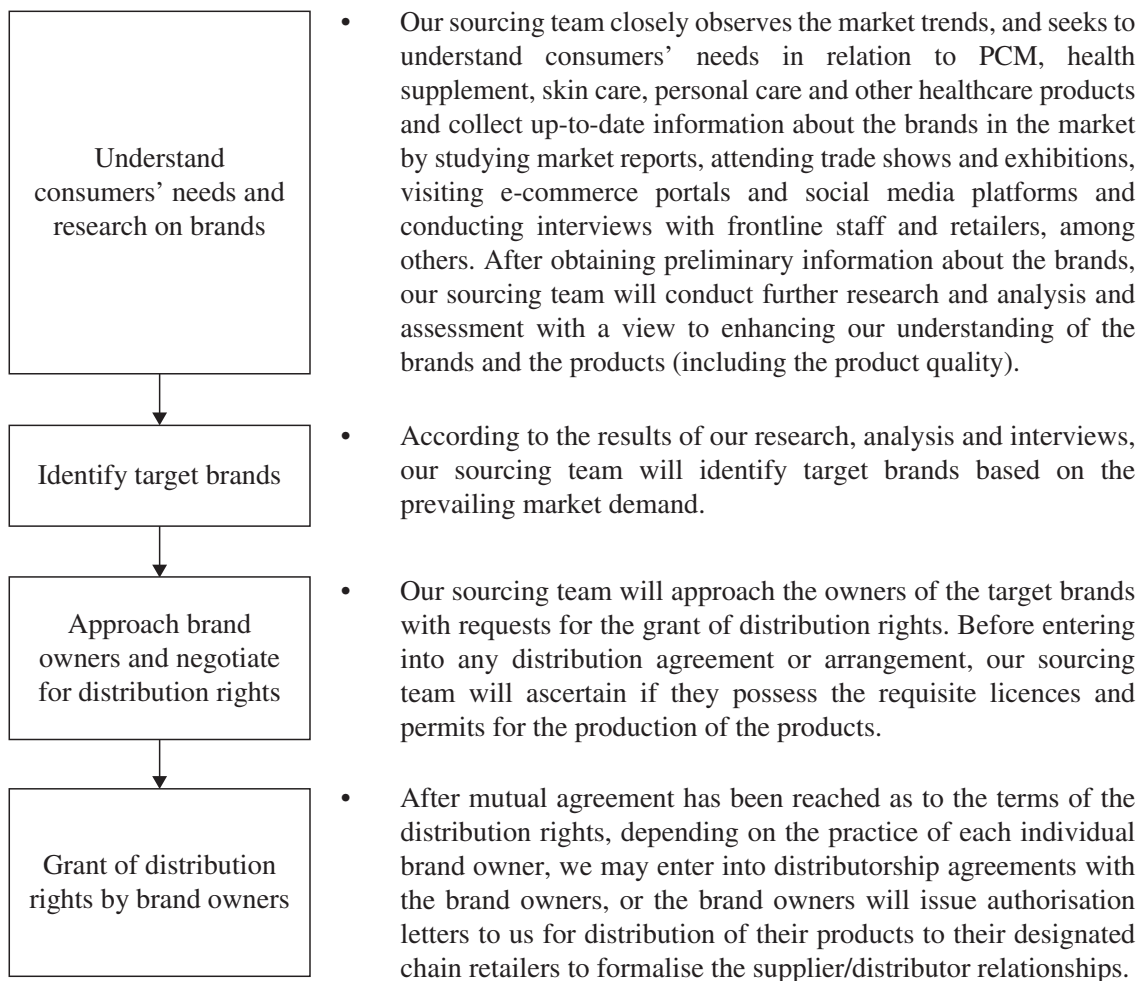 Understand
consumers’ needs and
research on brands
• Our sourcing team closely observes the market trends, and seeks to
understand consumers’ needs in relation to PCM, health
supplement, skin care, personal care and other healthcare products
and collect up-to-date information about the brands in the market
by studying market reports, attending trade shows and exhibitions,
visiting e-commerce portals and social media platforms and
conducting interviews with frontline staff and retailers, among
others. After obtaining preliminary information about the brands,
our sourcing team will conduct further research and analysis and
assessment with a view to enhancing our understanding of the
brands and the products (including the product quality).
Identify target brands
• According to the results of our research, analysis and interviews,
our sourcing team will identify target brands based on the
prevailing market demand.
Approach brand
owners and negotiate
for distribution rights
• Our sourcing team will approach the owners of the target brands
with requests for the grant of distribution rights. Before entering
into any distribution agreement or arrangement, our sourcing
team will ascertain if they possess the requisite licences and
permits for the production of the products.
Grant of distribution
rights by brand owners
• After mutual agreement has been reached as to the terms of the
distribution rights, depending on the practice of each individual
brand owner, we may enter into distributorship agreements with
the brand owners, or the brand owners will issue authorisation
letters to us for distribution of their products to their designated
chain retailers to formalise the supplier/distributor relationships.